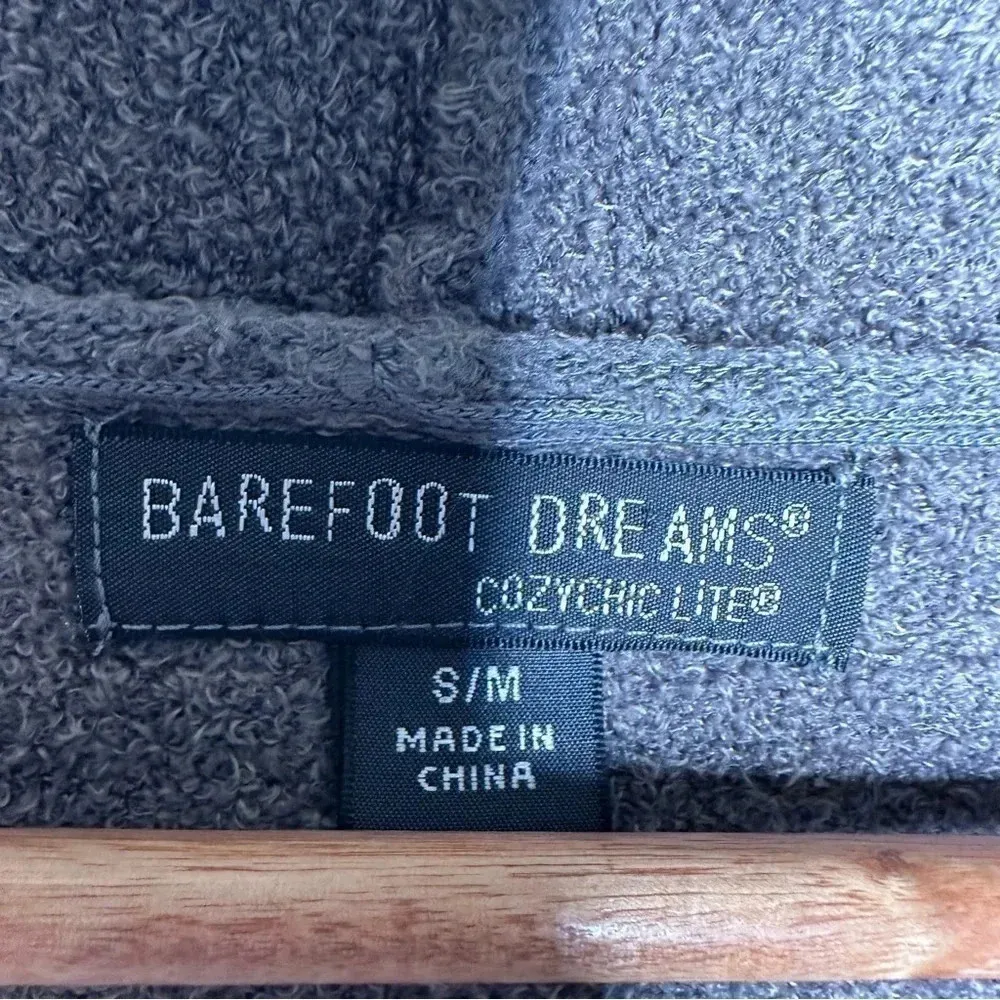 BAREFOOT DREAMS®
COZYCHIC LITE®
S/M
MADE IN
CHINA